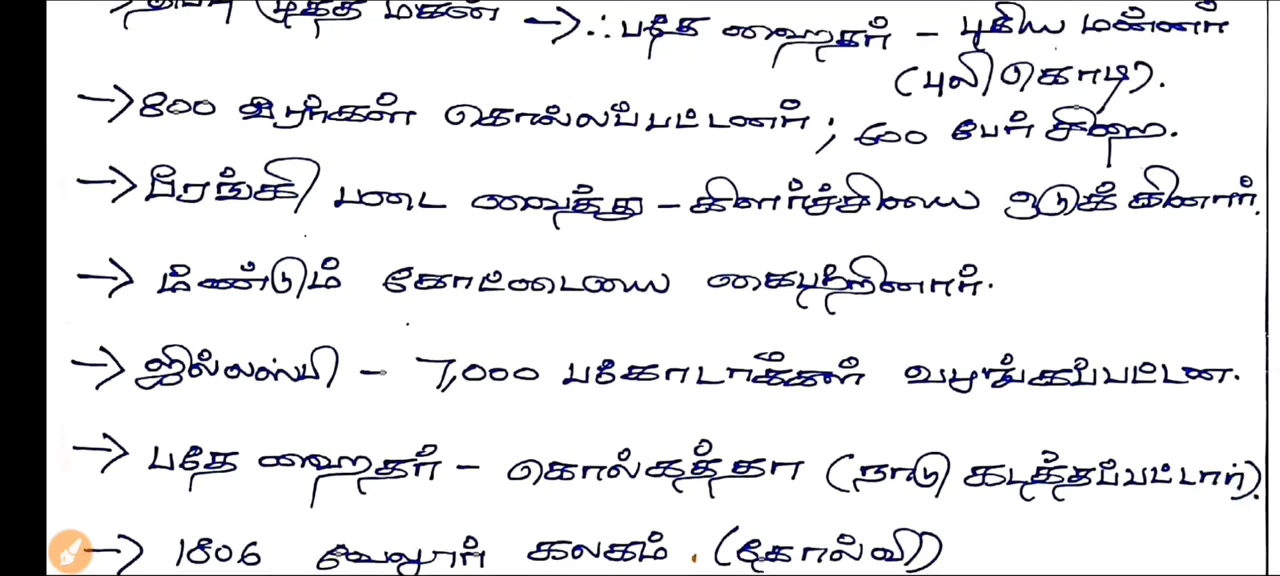 திப்பு மூத்த மகன் → ∴ பதே ஹைதர் - புதிய மன்னர்
(புலி கொடி).
→ 800 வீரர்கள் கொல்லப்பட்டனர் ; 600 பேர் சிறை.
→ பீரங்கி படை வைத்து - கிளர்ச்சியை ஒடுக்கினார்.
→ மீண்டும் கோட்டையை கைபற்றினார்.
→ ஜில்லஸ்பி - 7,000 பகோடாக்கள் வழங்கப்பட்டன.
→ பதே ஹைதர் - கொல்கத்தா (நாடு கடத்தப்பட்டார்).
→ 1806 வேலூர் கலகம். (தோல்வி)